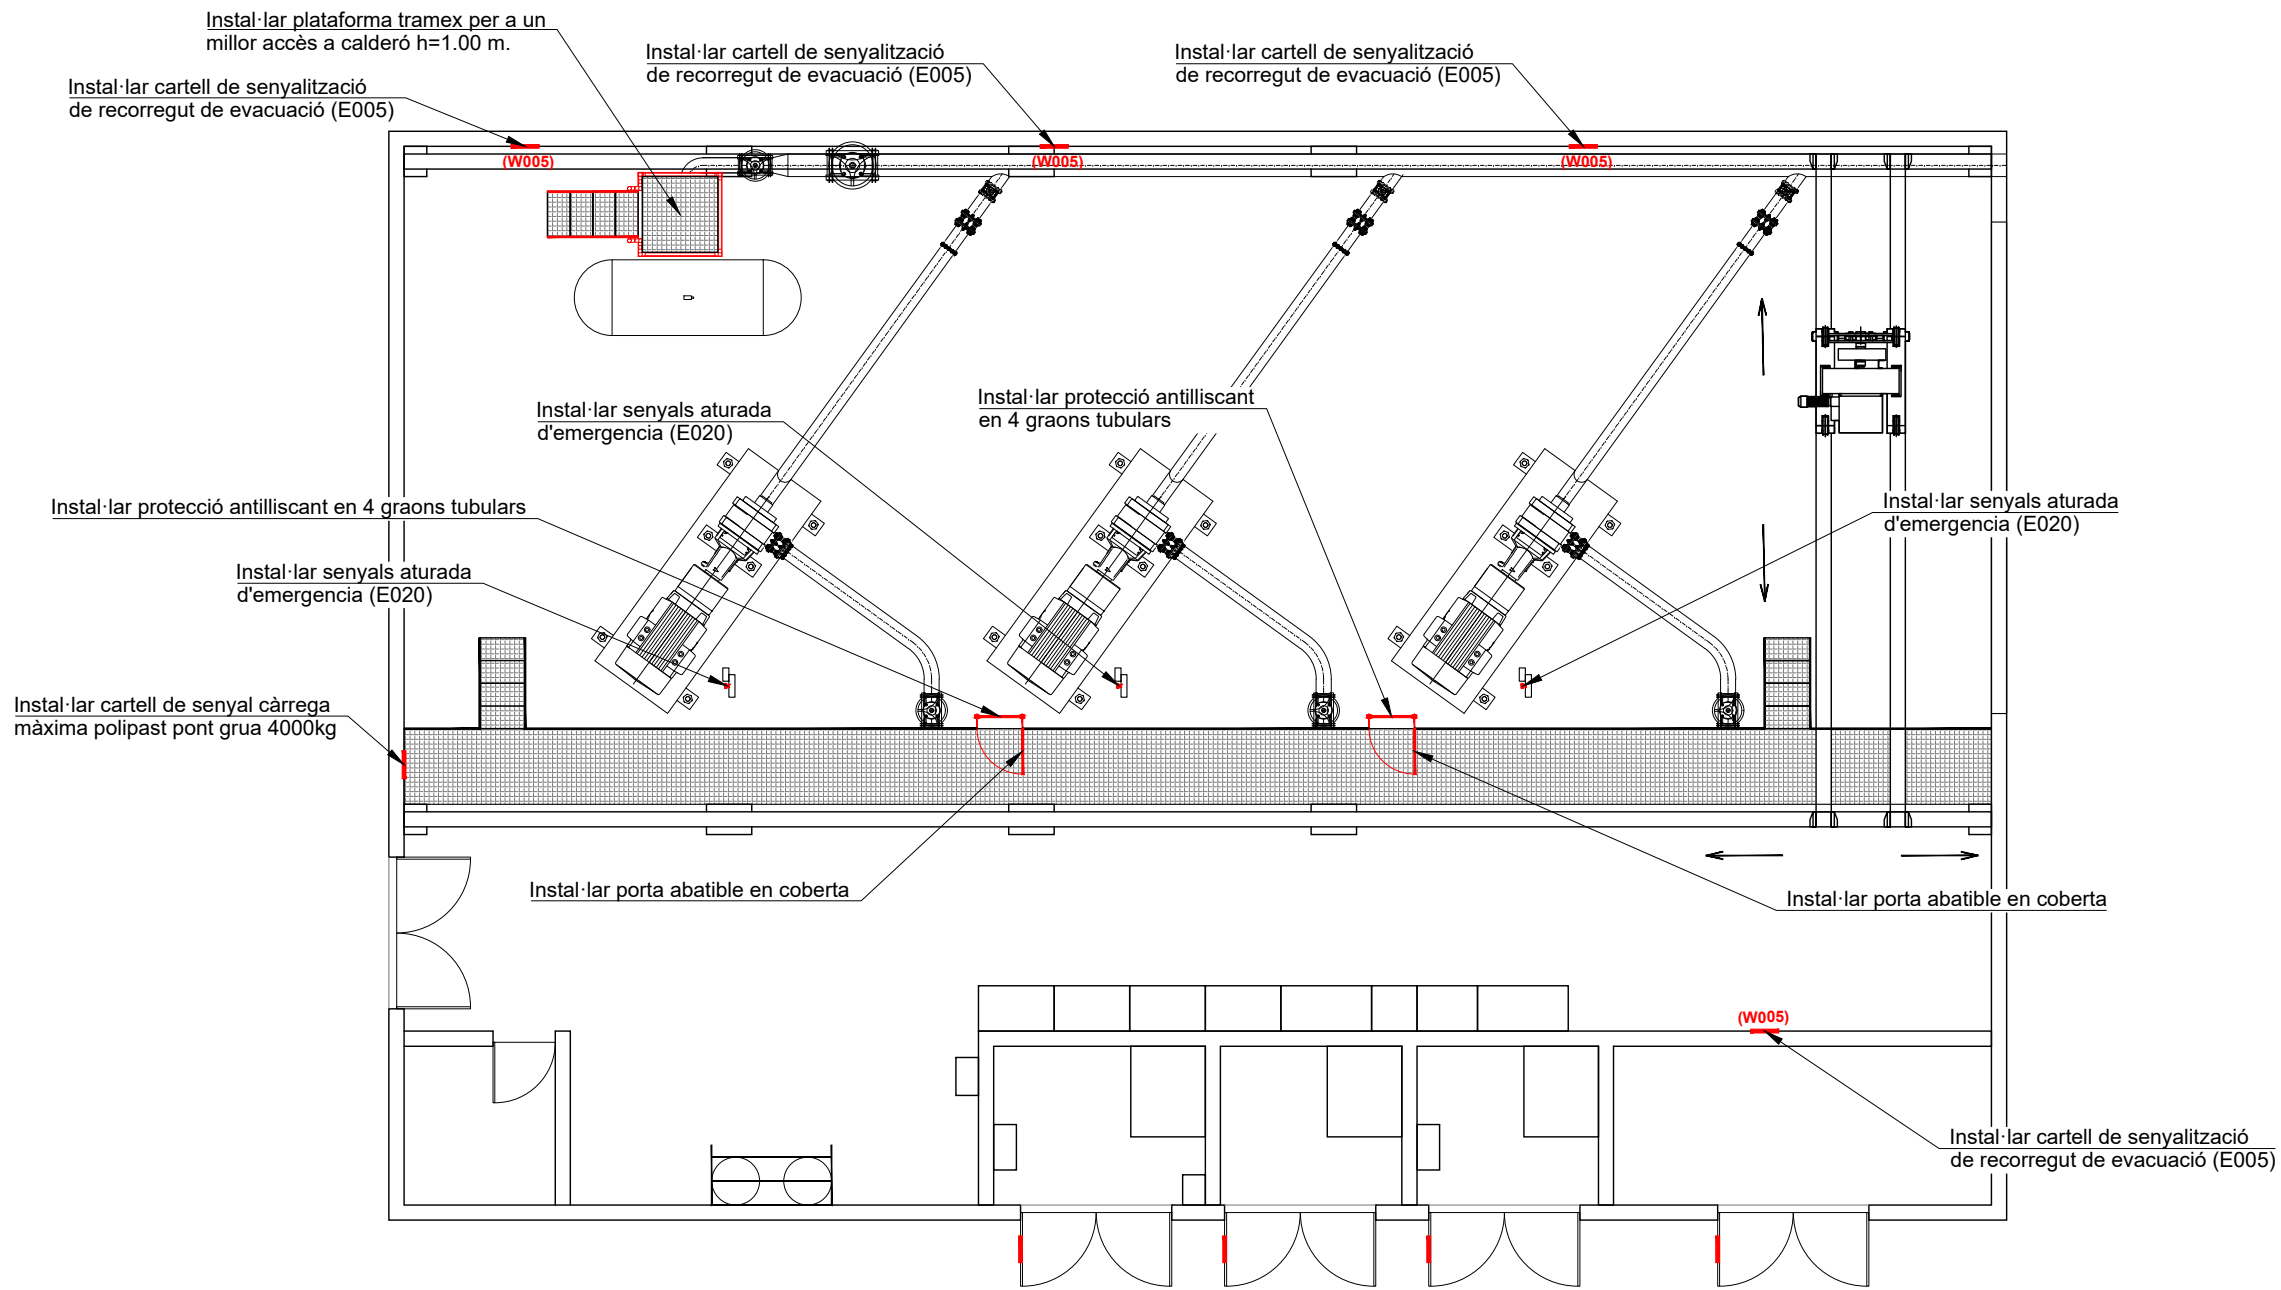 Instal·lar plataforma tramex per a un
millor accès a calderó h=1.00 m.
Instal·lar cartell de senyalització
de recorregut de evacuació (E005)
Instal·lar cartell de senyalització
de recorregut de evacuació (E005)
Instal·lar cartell de senyalització
de recorregut de evacuació (E005)
(W005)
(W005)
(W005)
Instal·lar protecció antilliscant
en 4 graons tubulars
Instal·lar senyals aturada
d'emergencia (E020)
Instal·lar protecció antilliscant en 4 graons tubulars
Instal·lar senyals aturada
d'emergencia (E020)
Instal·lar senyals aturada
d'emergencia (E020)
Instal·lar cartell de senyal càrrega
màxima polipast pont grua 4000kg
Instal·lar porta abatible en coberta
Instal·lar porta abatible en coberta
(W005)
Instal·lar cartell de senyalització
de recorregut de evacuació (E005)